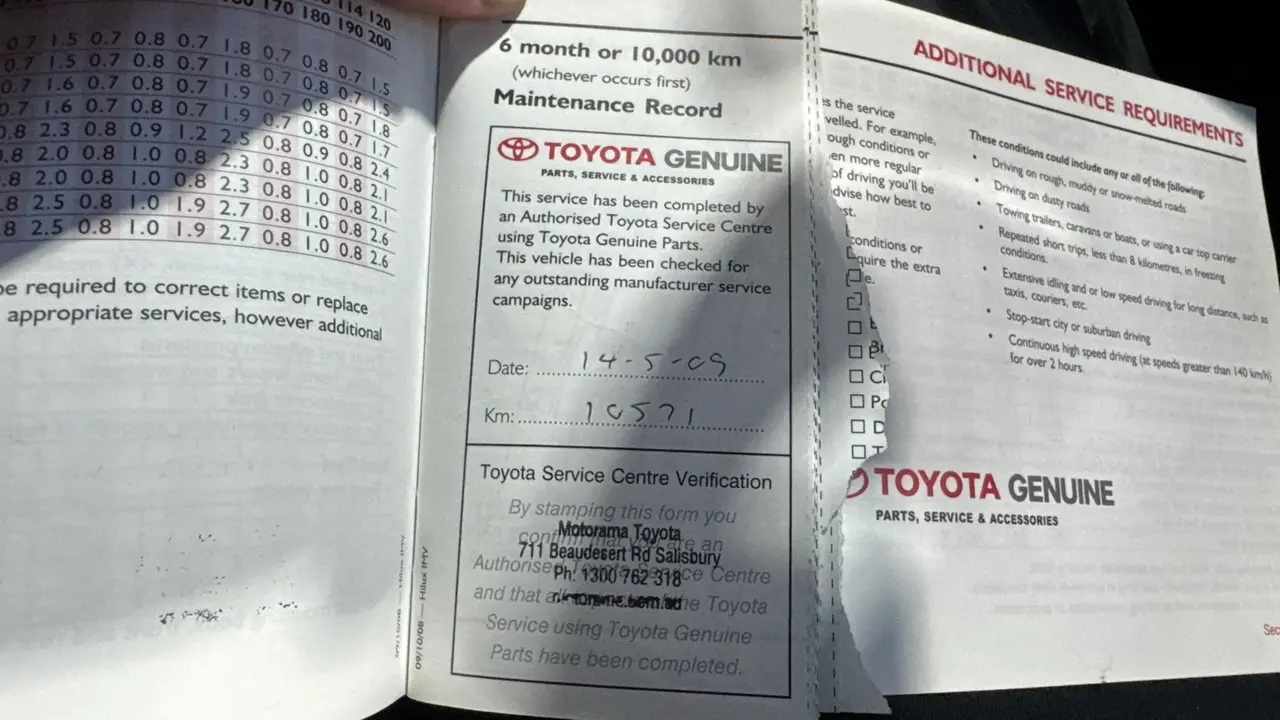 114 120
170 180 190 200
0.7 1.5 0.7 0.8 0.7 1.8 0.7 0.8 0.7 1.5
0.7 1.5 0.7 0.8 0.7 1.8 0.7 0.8 0.7 1.5
0.7 1.6 0.7 0.8 0.7 1.9 0.7 0.8 0.7 1.8
0.7 1.6 0.7 0.8 0.7 1.9 0.7 0.8 0.7 1.7
0.8 2.3 0.8 0.9 1.2 2.5 0.8 0.9 0.8 2.4
.8 2.0 0.8 1.0 0.8 2.3 0.8 1.0 0.8 2.1
.8 2.0 0.8 1.0 0.8 2.3 0.8 1.0 0.8 2.1
.8 2.5 0.8 1.0 1.9 2.7 0.8 1.0 0.8 2.6
8 2.5 0.8 1.0 1.9 2.7 0.8 1.0 0.8 2.6
be required to correct items or replace
appropriate services, however additional
09/10/06 — Hilux IMV
6 month or 10,000 km
(whichever occurs first)
Maintenance Record
TOYOTA GENUINE
PARTS, SERVICE & ACCESSORIES
This service has been completed by
an Authorised Toyota Service Centre
using Toyota Genuine Parts.
This vehicle has been checked for
any outstanding manufacturer service
campaigns.
Date: 14-5-09
Km: 10571
Toyota Service Centre Verification
By stamping this form you
confirm that you are an
Authorised Toyota Service Centre
and that all the Toyota
Service using Toyota Genuine
Parts have been completed.
Motorama Toyota
711 Beaudesert Rd Salisbury
Ph: 1300 762 318
ADDITIONAL SERVICE REQUIREMENTS
es the service
velled. For example,
ough conditions or
en more regular
of driving you'll be
dvise how best to
st.
conditions or
quire the extra
e.
These conditions could include any or all of the following:
• Driving on rough, muddy or snow-melted roads
• Driving on dusty roads
• Towing trailers, caravans or boats, or using a car top carrier
• Repeated short trips, less than 8 kilometres, in freezing
conditions.
• Extensive idling and or low speed driving for long distance, such as
taxis, couriers, etc.
• Stop-start city or suburban driving
• Continuous high speed driving (at speeds greater than 140 km/h)
for over 2 hours.
Ci
Po
D
T
TOYOTA GENUINE
PARTS, SERVICE & ACCESSORIES
Sec